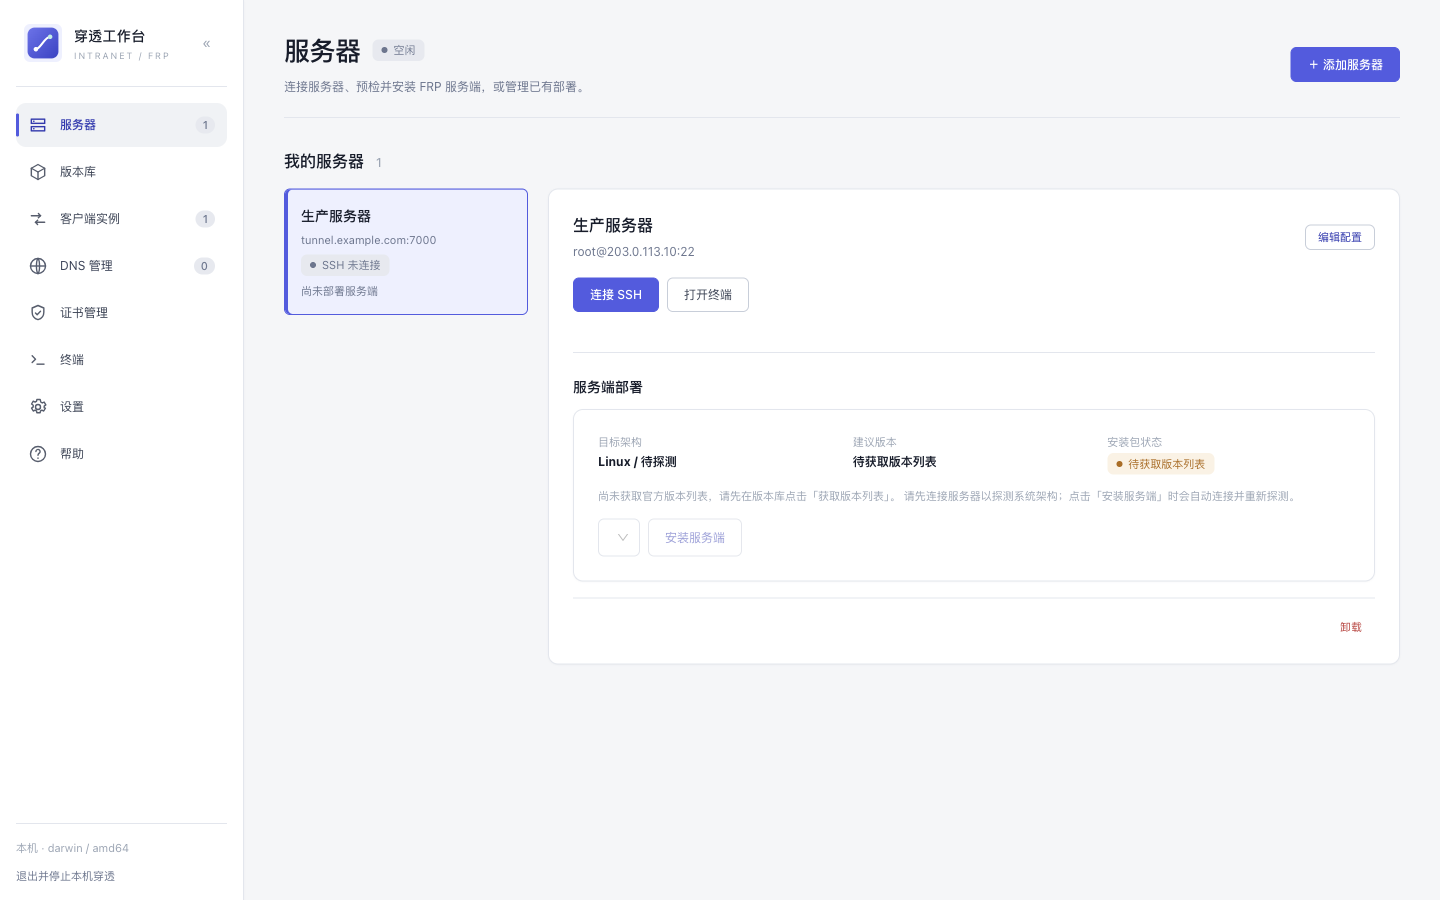 穿透工作台
INTRANET / FRP
«
服务器 1
版本库
客户端实例 1
DNS 管理 0
证书管理
终端
设置
帮助
本机 · darwin / amd64
退出并停止本机穿透
服务器 空闲
连接服务器、预检并安装 FRP 服务端，或管理已有部署。
+ 添加服务器
我的服务器 1
生产服务器
tunnel.example.com:7000
SSH 未连接
尚未部署服务端
生产服务器
root@203.0.113.10:22
编辑配置
连接 SSH 打开终端
服务端部署
目标架构 建议版本 安装包状态
Linux / 待探测 待获取版本列表 待获取版本列表
尚未获取官方版本列表，请先在版本库点击「获取版本列表」。 请先连接服务器以探测系统架构；点击「安装服务端」时会自动连接并重新探测。
安装服务端
卸载